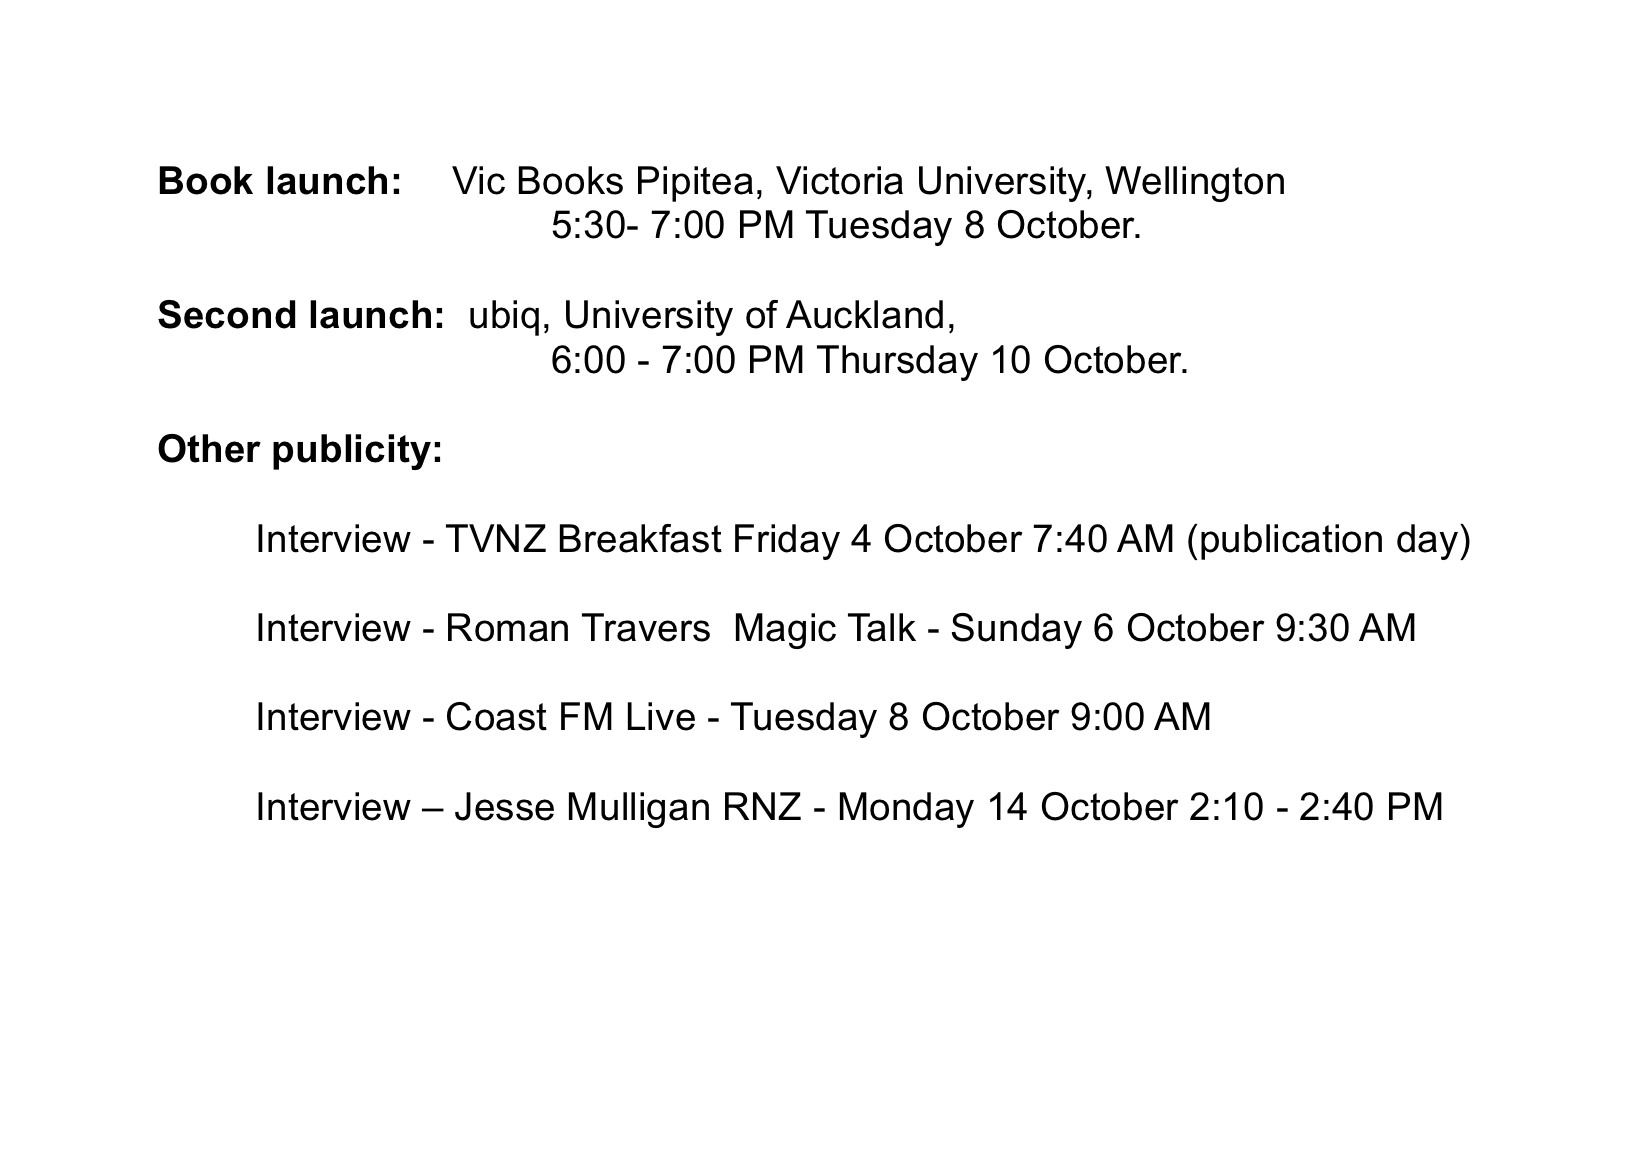 Book launch: Vic Books Pipitea, Victoria University, Wellington
5:30- 7:00 PM Tuesday 8 October.
Second launch: ubiq, University of Auckland,
6:00 - 7:00 PM Thursday 10 October.
Other publicity:
Interview - TVNZ Breakfast Friday 4 October 7:40 AM (publication day)
Interview - Roman Travers  Magic Talk - Sunday 6 October 9:30 AM
Interview - Coast FM Live - Tuesday 8 October 9:00 AM
Interview – Jesse Mulligan RNZ - Monday 14 October 2:10 - 2:40 PM